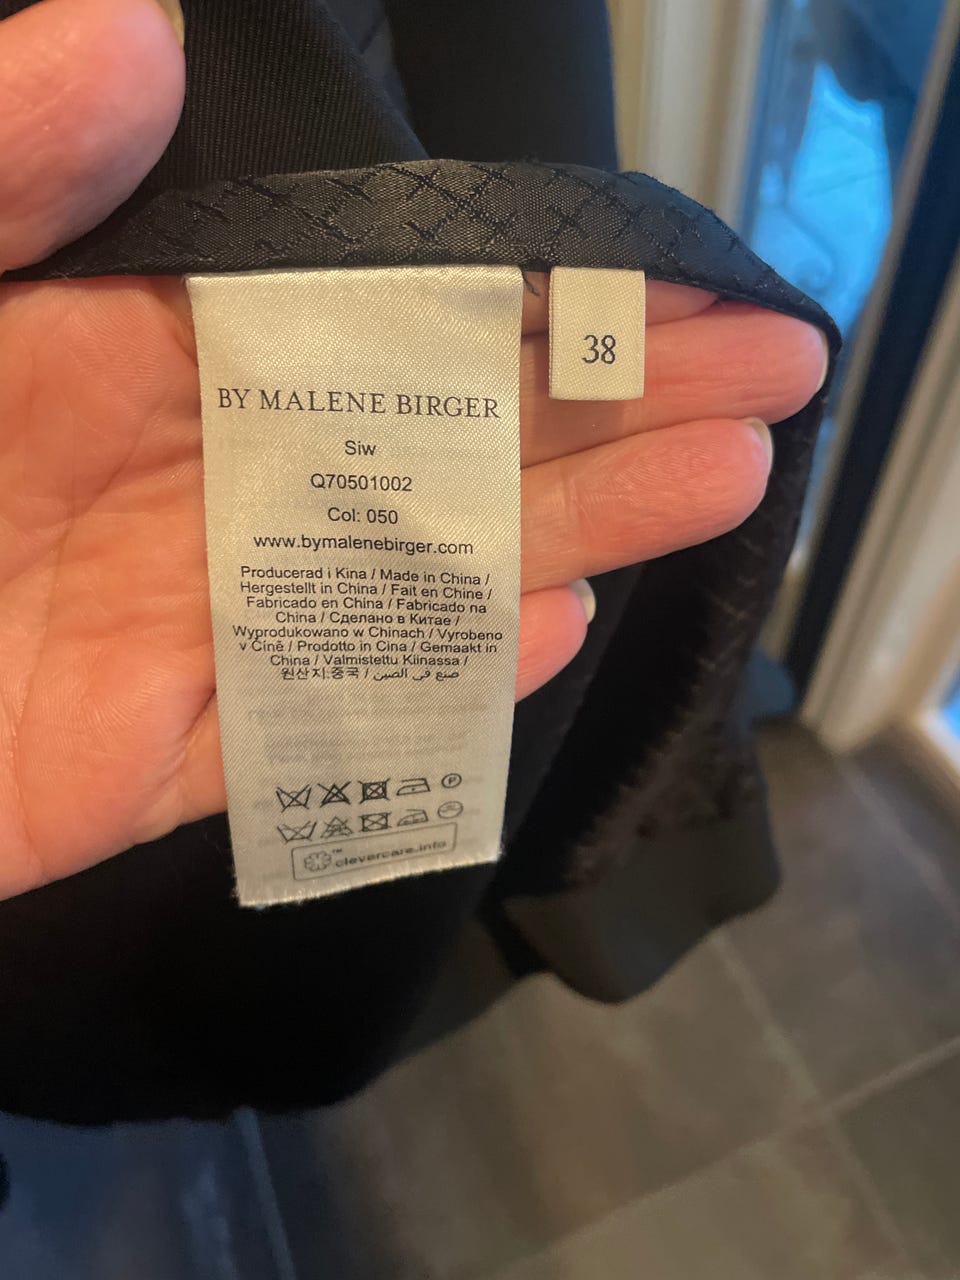 BY MALENE BIRGER
Siw
Q70501002
Col: 050
www.bymalenebirger.com
Producerad i Kina / Made in China /
Hergestellt in China / Fait en Chine /
Fabricado en China / Fabricado na
China / Сделано в Китае /
Wyprodukowano w Chinach / Vyrobeno
v Číně / Prodotto in Cina / Gemaakt in
China / Valmistettu Kiinassa /
원산지:중국 / صنع في الصين
P
™
clevercare.info
38